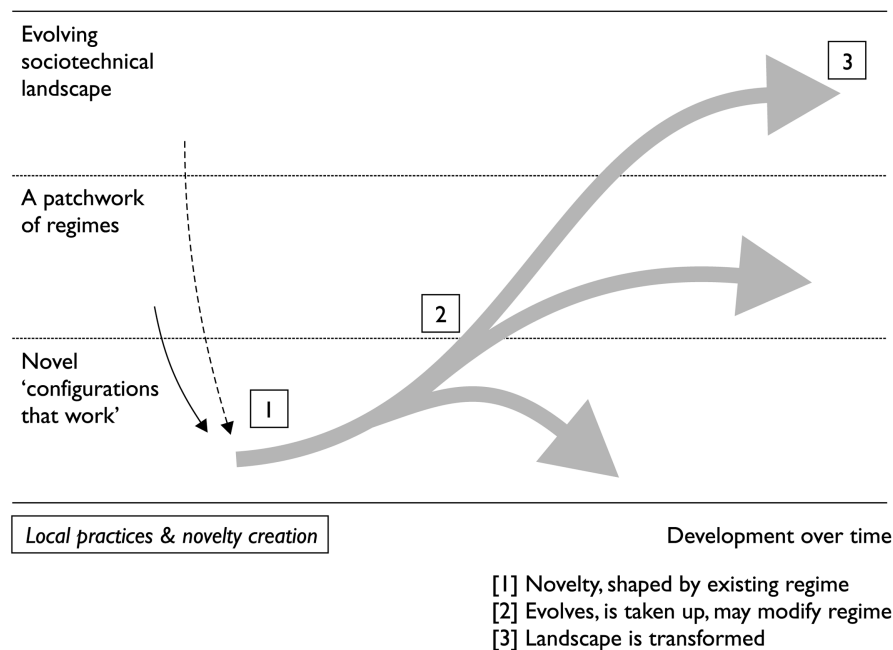 Evolving
sociotechnical
landscape
3
A patchwork
of regimes
2
Novel
‘configurations
that work’
1
Local practices & novelty creation
Development over time
[1] Novelty, shaped by existing regime
[2] Evolves, is taken up, may modify regime
[3] Landscape is transformed